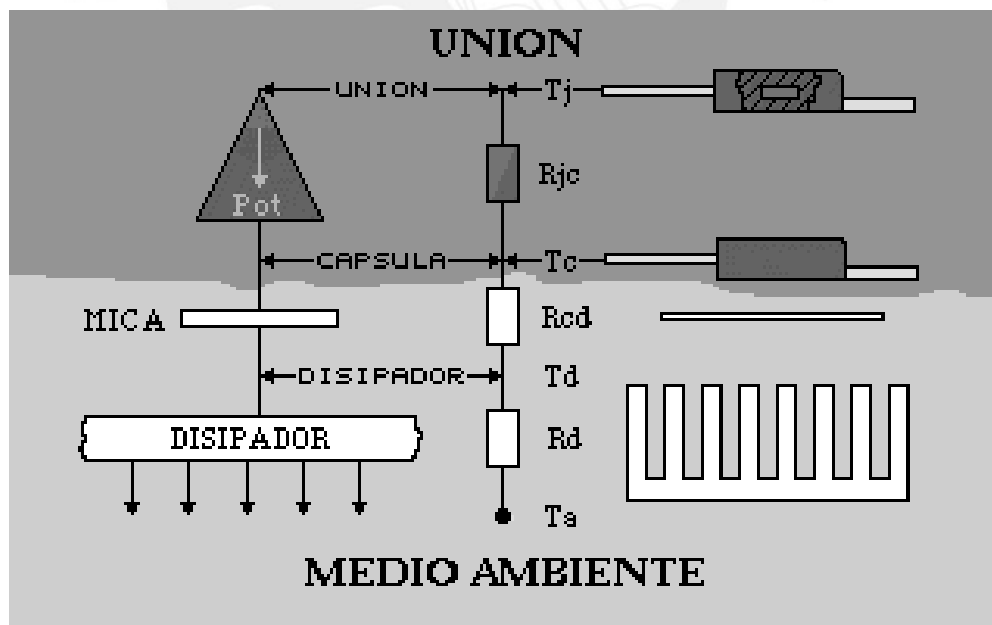 UNION
UNION Tj
Rjc
Pot
CAPSULA Tc
MICA Rcd
DISIPADOR Td
DISIPADOR Rd
Ta
MEDIO AMBIENTE